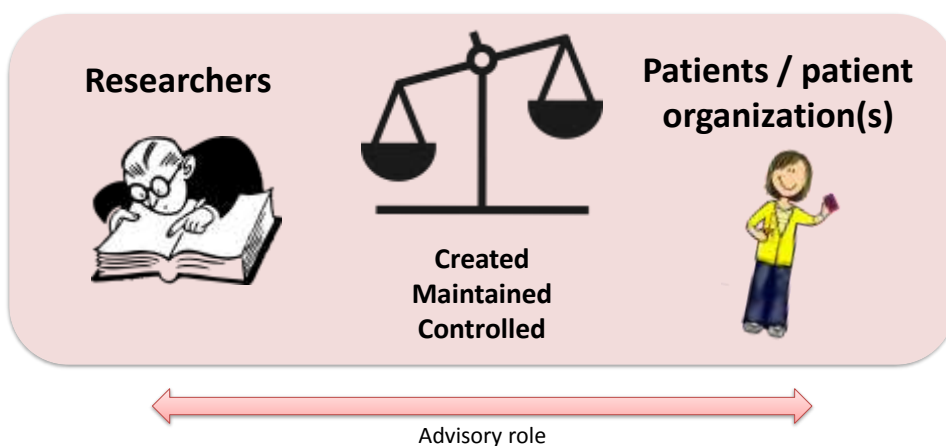 Researchers
Patients / patient
organization(s)
Created
Maintained
Controlled
Advisory role